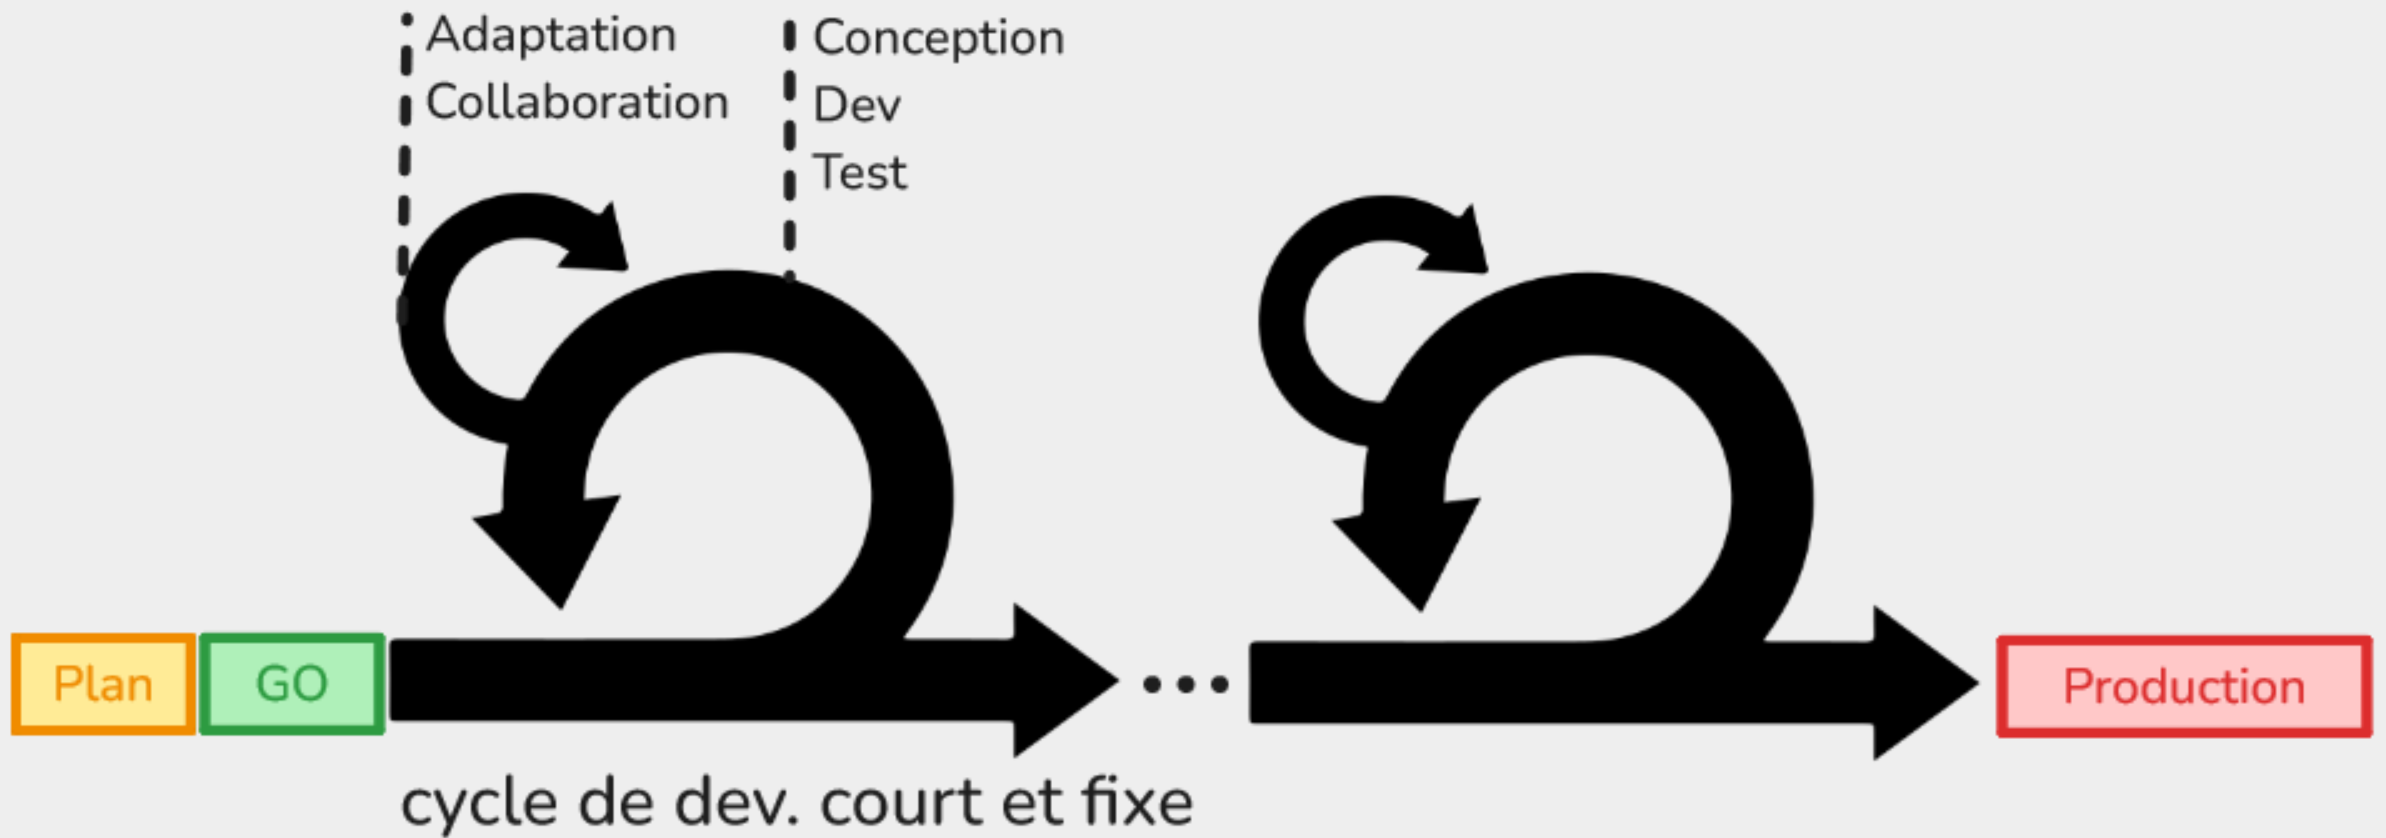 Adaptation
Collaboration
Conception
Dev
Test
Plan
GO
...
Production
cycle de dev. court et fixe